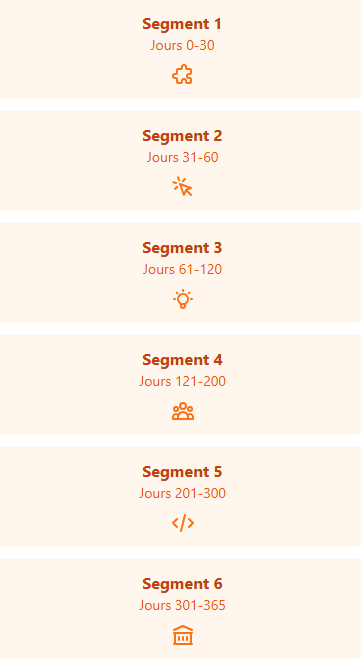 Segment 1
Jours 0-30
Segment 2
Jours 31-60
Segment 3
Jours 61-120
Segment 4
Jours 121-200
Segment 5
Jours 201-300
Segment 6
Jours 301-365